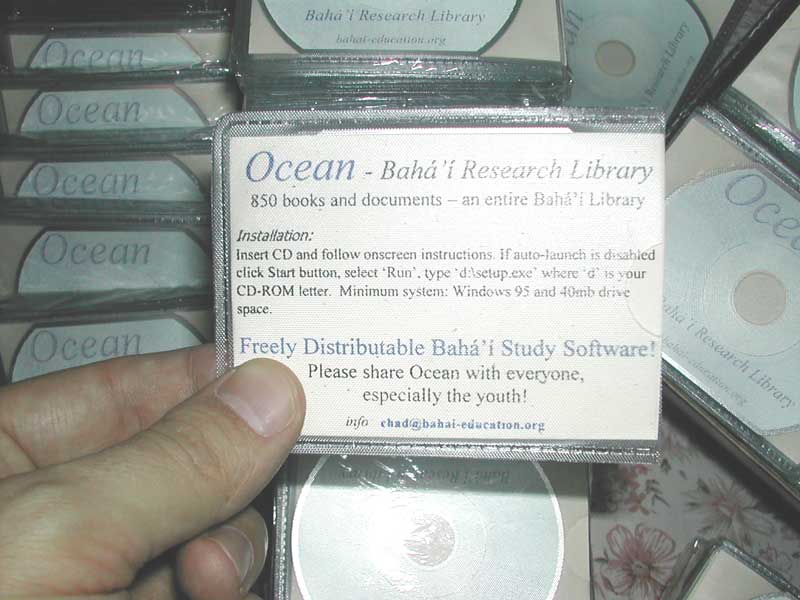 Bahá'í Research Library
bahai-education.org
Ocean
Ocean
Ocean
Ocean
Ocean
Ocean - Bahá'í Research Library
850 books and documents – an entire Bahá'í Library
Installation:
Insert CD and follow onscreen instructions. If auto-launch is disabled
click Start button, select 'Run', type 'd:\setup.exe' where 'd' is your
CD-ROM letter. Minimum system: Windows 95 and 40mb drive
space.
Freely Distributable Bahá'í Study Software!
Please share Ocean with everyone,
especially the youth!
info chad@bahai-education.org
Research Library
Ocean
Bahá'í Research Library
bahai-education.org
Bahá'í Research Library